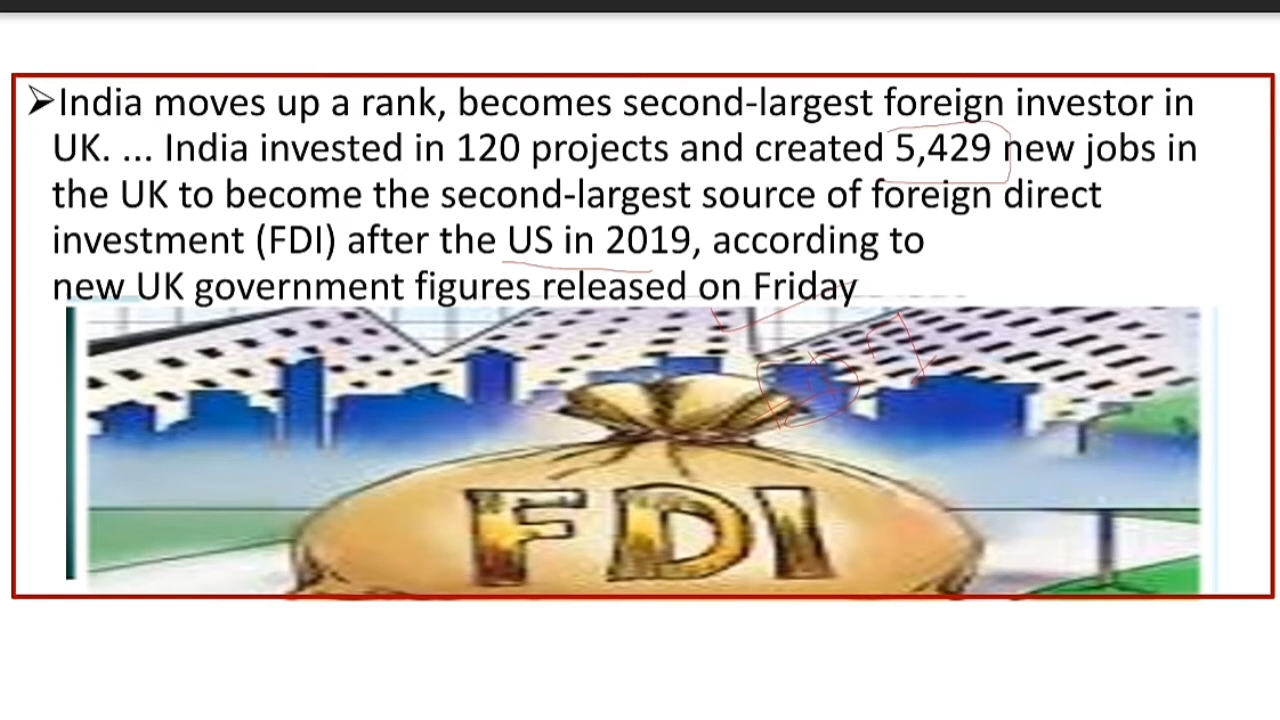 ➢India moves up a rank, becomes second-largest foreign investor in
UK. ... India invested in 120 projects and created 5,429 new jobs in
the UK to become the second-largest source of foreign direct
investment (FDI) after the US in 2019, according to
new UK government figures released on Friday
FDI